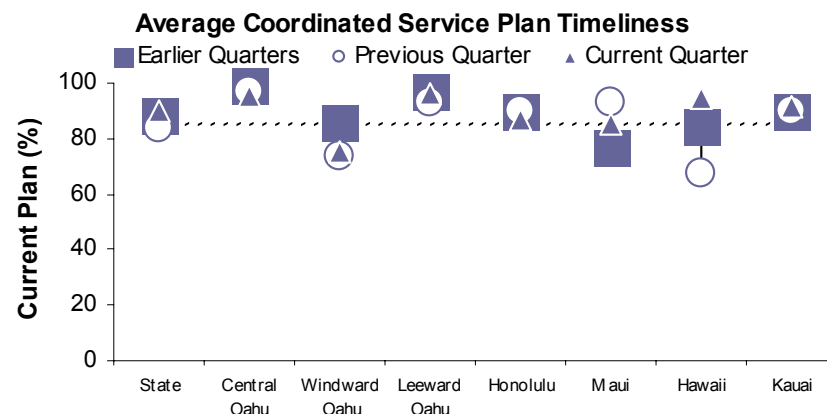 Average Coordinated Service Plan Timeliness
Earlier Quarters Previous Quarter Current Quarter
Current Plan (%)
100
80
60
40
20
0
State Central Oahu Windward Oahu Leeward Oahu Honolulu Maui Hawaii Kauai